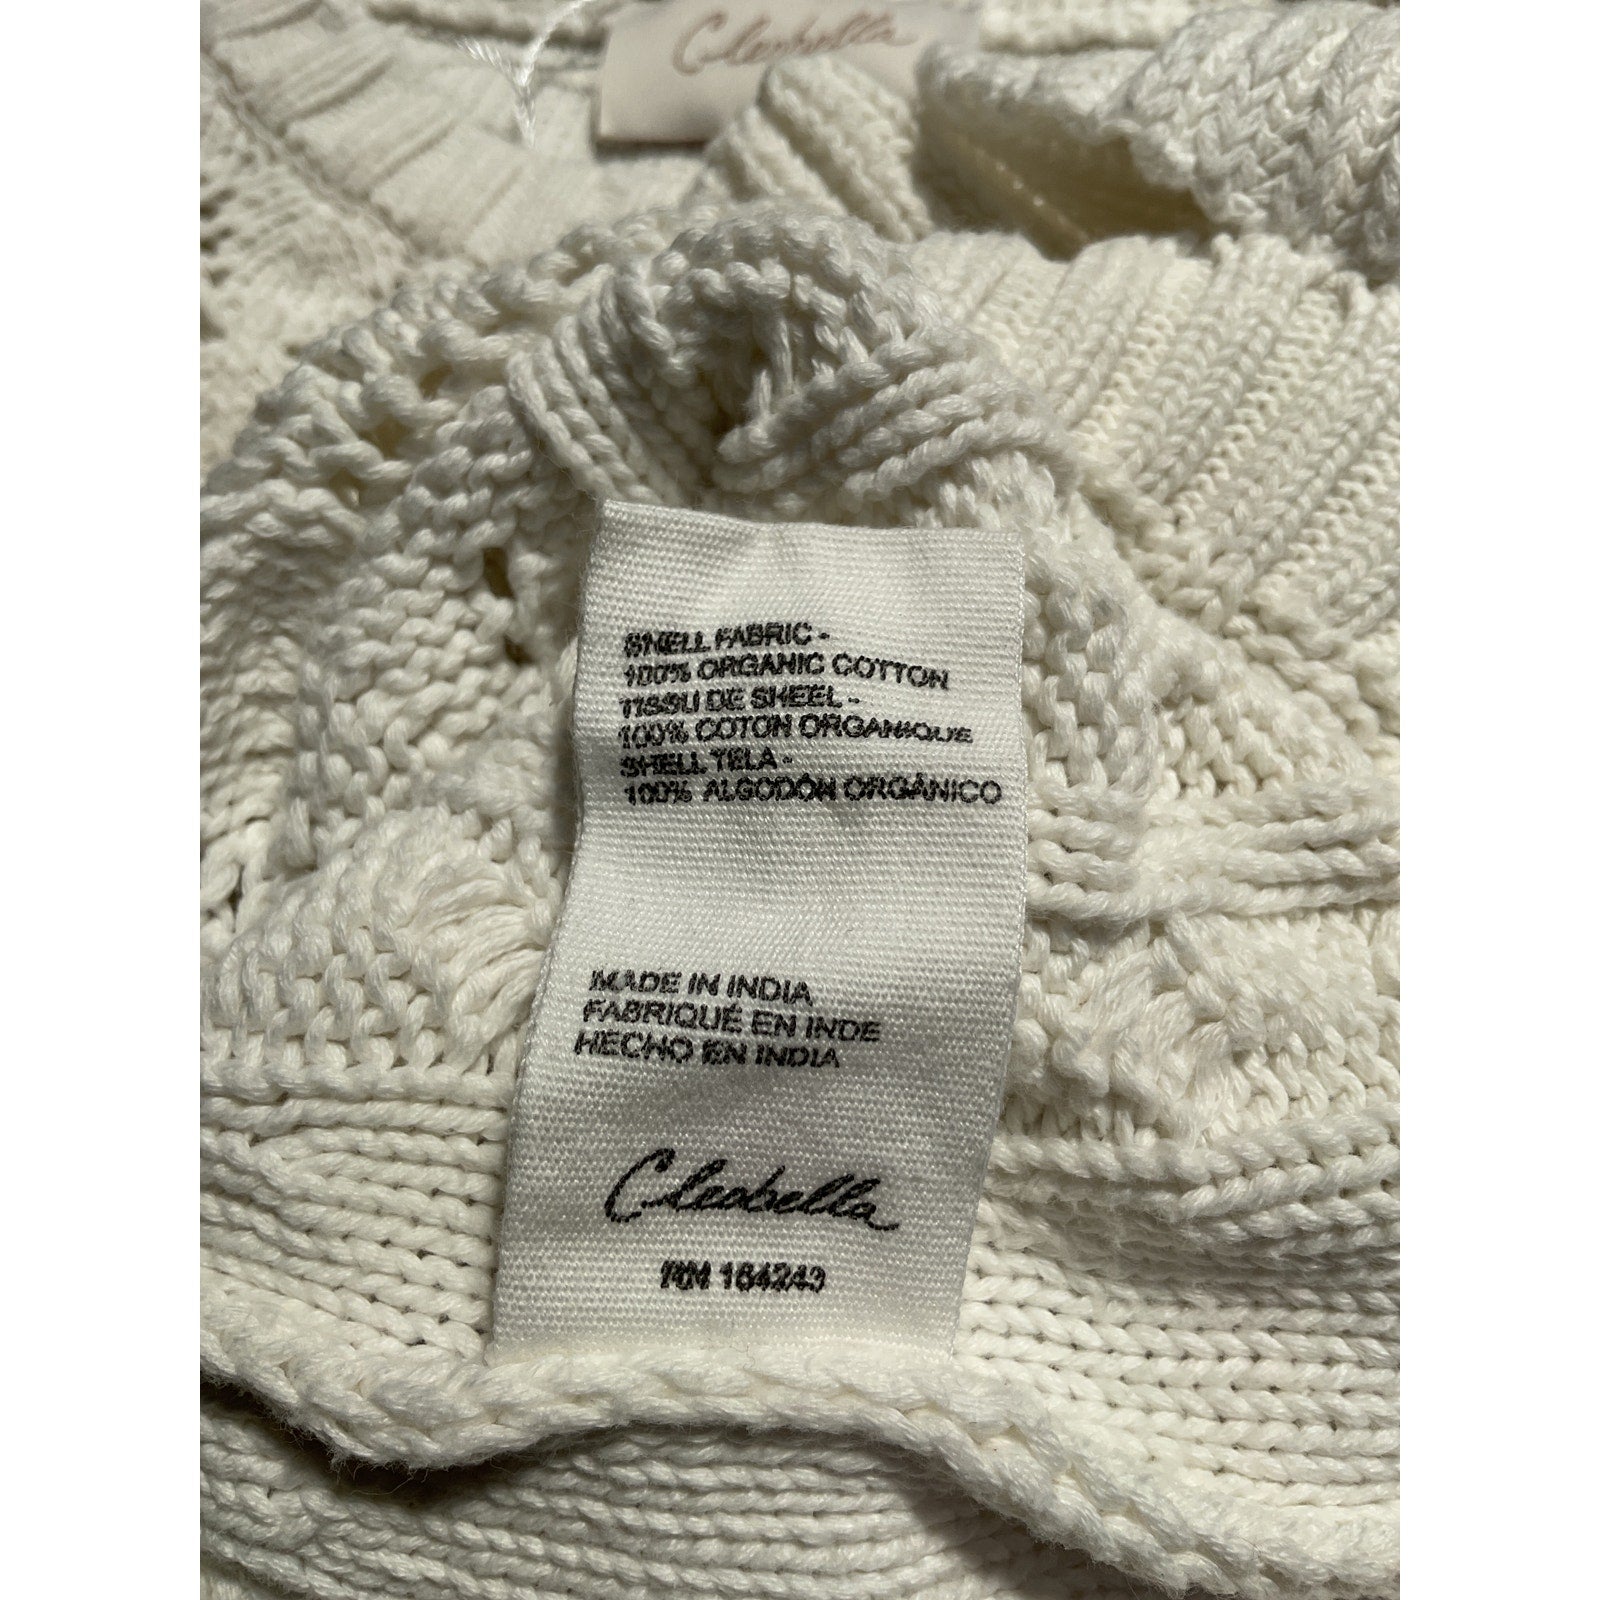 Cleobella
SHELL FABRIC -
100% ORGANIC COTTON
TISSU DE SHEEL -
100% COTON ORGANIQUE
SHELL TELA -
100% ALGODÓN ORGÁNICO
MADE IN INDIA
FABRIQUÉ EN INDE
HECHO EN INDIA
Cleobella
RN 164243